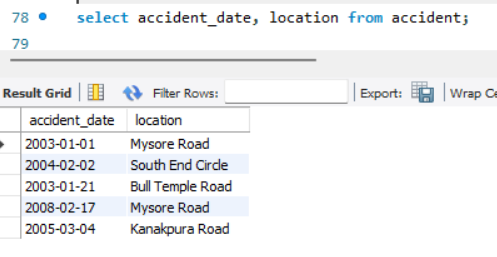 78 select accident_date, location from accident;
79
Result Grid Filter Rows: Export: Wrap Ce
accident_date location
2003-01-01 Mysore Road
2004-02-02 South End Circle
2003-01-21 Bull Temple Road
2008-02-17 Mysore Road
2005-03-04 Kanakpura Road